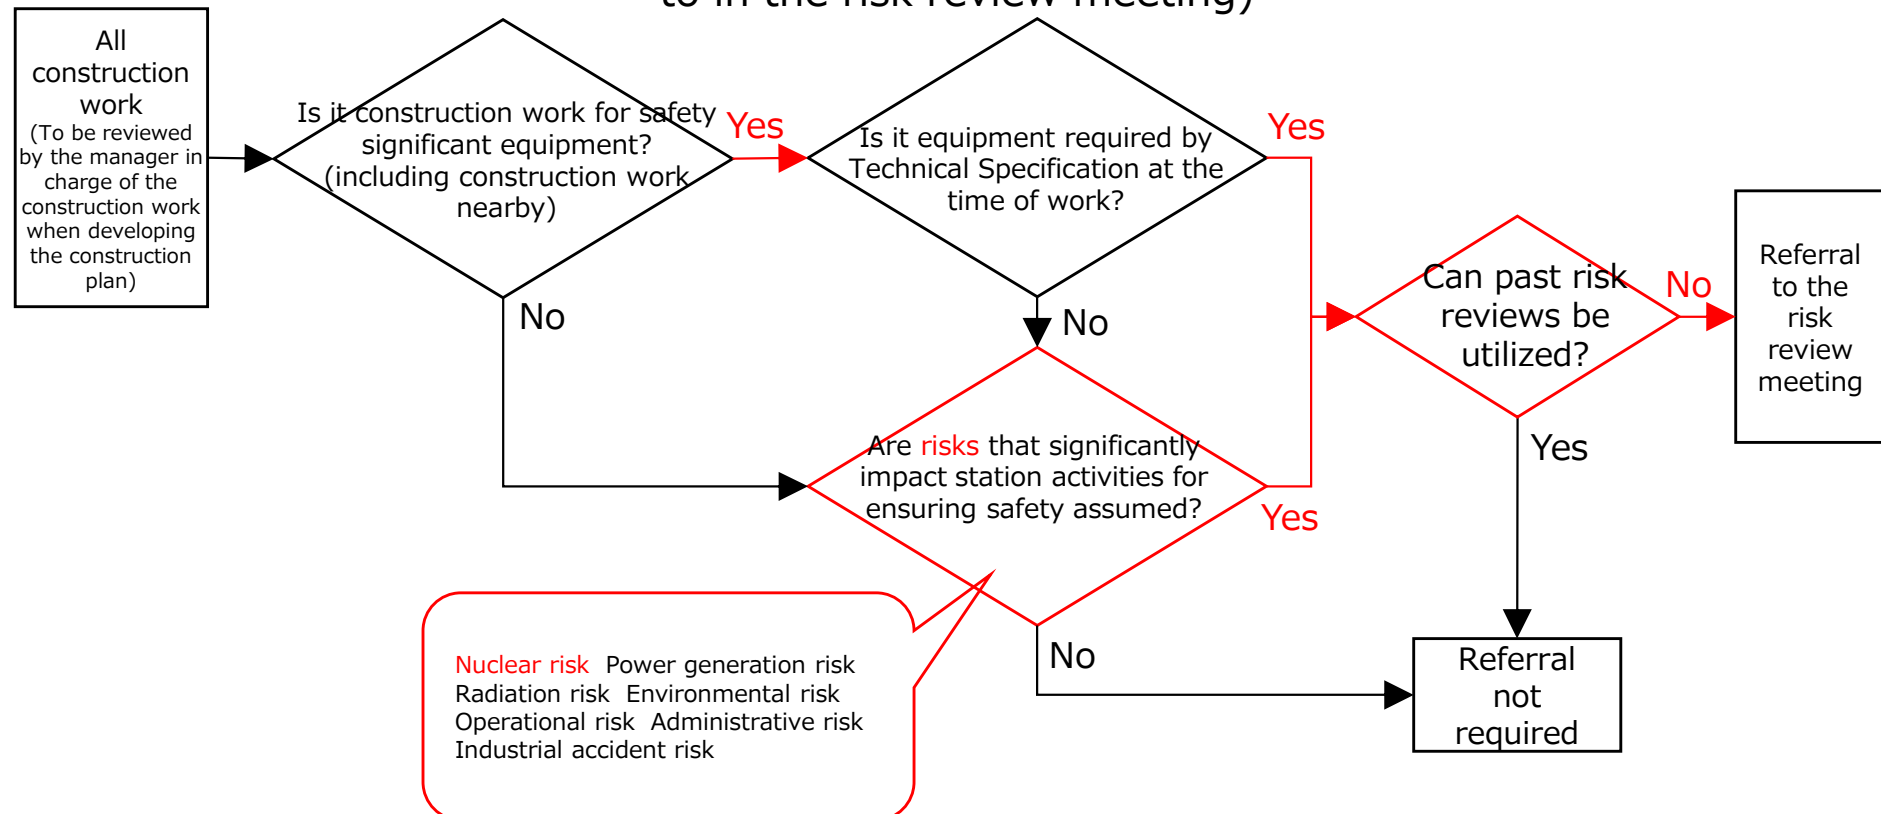 to in the risk review meeting)
All
construction
work
(To be reviewed
by the manager in
charge of the
construction work
when developing
the construction
plan)
Is it construction work for safety
significant equipment?
(including construction work
nearby)
Yes
No
Is it equipment required by
Technical Specification at the
time of work?
Yes
No
Are risks that significantly
impact station activities for
ensuring safety assumed?
Yes
No
Nuclear risk  Power generation risk
Radiation risk  Environmental risk
Operational risk  Administrative risk
Industrial accident risk
Can past risk
reviews be
utilized?
No
Yes
Referral
to the
risk
review
meeting
Referral
not
required